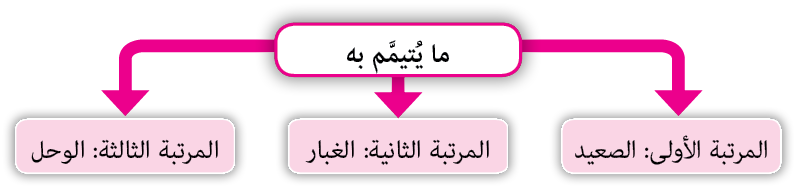 ما يُتيمَّم به
المرتبة الأولى: الصعيد
المرتبة الثانية: الغبار
المرتبة الثالثة: الوحل